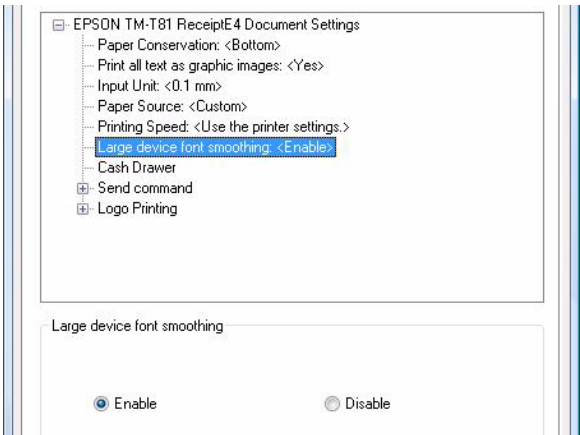 EPSON TM-T81 ReceiptE4 Document Settings
Paper Conservation: <Bottom>
Print all text as graphic images: <Yes>
Input Unit: <0.1 mm>
Paper Source: <Custom>
Printing Speed: <Use the printer settings.>
Large device font smoothing: <Enable>
Cash Drawer
Send command
Logo Printing
Large device font smoothing
Enable Disable